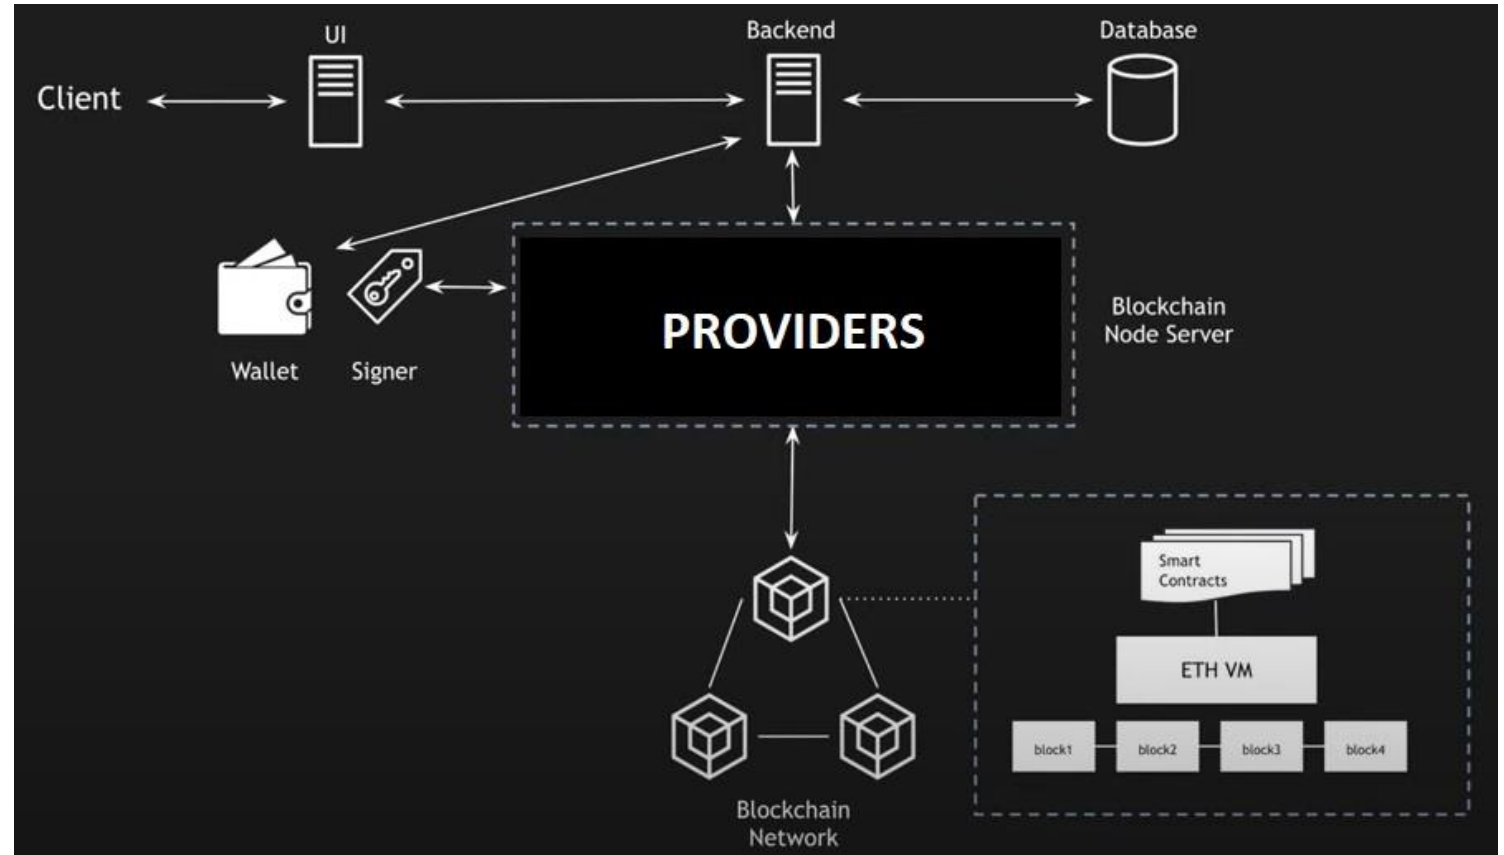 UI
Backend
Database
Client
PROVIDERS
Blockchain
Node Server
Wallet
Signer
Smart
Contracts
ETH VM
block1
block2
block3
block4
Blockchain
Network